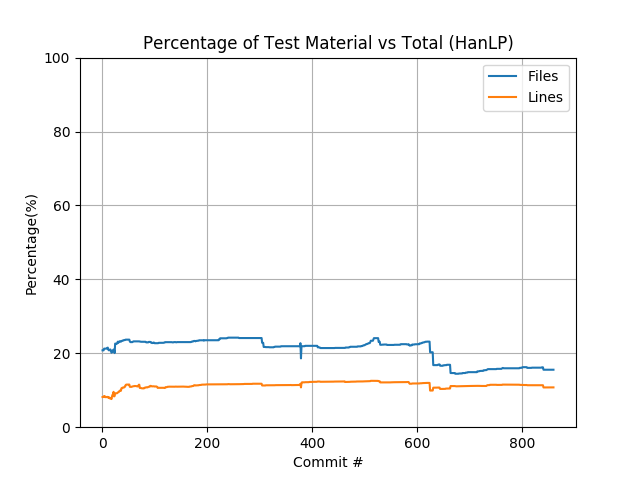 Percentage of Test Material vs Total (HanLP)
Files
Lines
100
80
60
40
20
0
Percentage(%)
0 200 400 600 800
Commit #